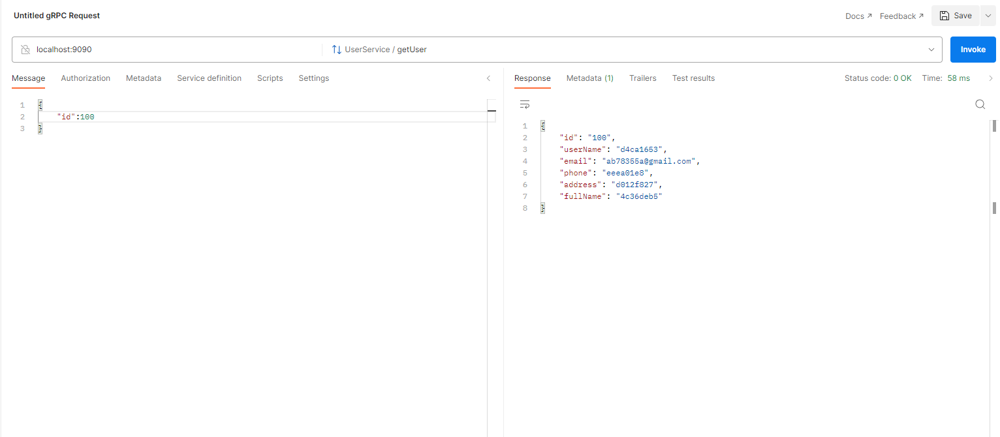 Untitled gRPC Request
Docs ↗ Feedback ↗ Save
localhost:9090 UserService / getUser Invoke
Message Authorization Metadata Service definition Scripts Settings
Response Metadata (1) Trailers Test results Status code: 0 OK Time: 58 ms
1 {
2 "id":100
3 }
1 {
2 "id": "100",
3 "userName": "d4ca1653",
4 "email": "ab78355a@gmail.com",
5 "phone": "eeea01e8",
6 "address": "d012f827",
7 "fullName": "4c36deb5"
8 }